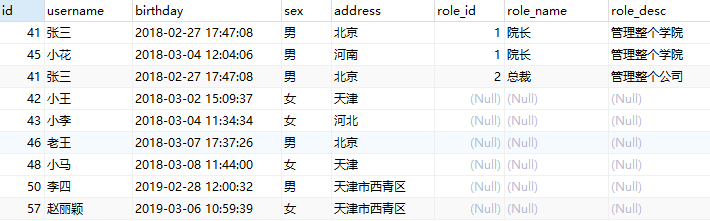 id username birthday sex address role_id role_name role_desc
41 张三 2018-02-27 17:47:08 男 北京 1 院长 管理整个学院
45 小花 2018-03-04 12:04:06 男 河南 1 院长 管理整个学院
41 张三 2018-02-27 17:47:08 男 北京 2 总裁 管理整个公司
42 小王 2018-03-02 15:09:37 女 天津 (Null) (Null) (Null)
43 小李 2018-03-04 11:34:34 女 河北 (Null) (Null) (Null)
46 老王 2018-03-07 17:37:26 男 北京 (Null) (Null) (Null)
48 小马 2018-03-08 11:44:00 女 天津 (Null) (Null) (Null)
50 李四 2019-02-28 12:00:32 男 天津市西青区 (Null) (Null) (Null)
57 赵丽颖 2019-03-06 10:59:39 女 天津市西青区 (Null) (Null) (Null)